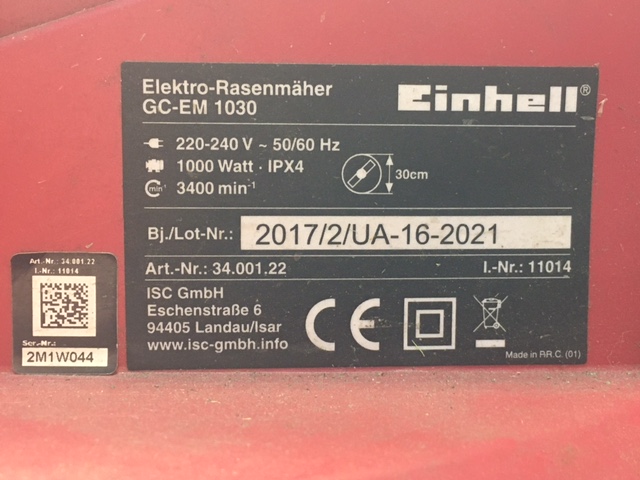 Elektro-Rasenmäher
GC-EM 1030
Einhell®
220-240 V ~ 50/60 Hz
1000 Watt · IPX4
3400 min⁻¹
min⁻¹
30cm
Bj./Lot-Nr.: 2017/2/UA-16-2021
Art.-Nr.: 34.001.22 I.-Nr.: 11014
ISC GmbH
Eschenstraße 6
94405 Landau/Isar
www.isc-gmbh.info
CE
Made in P.R.C. (01)
Art.-Nr.: 34.001.22
I.-Nr.: 11014
Ser.-Nr.:
2M1W044